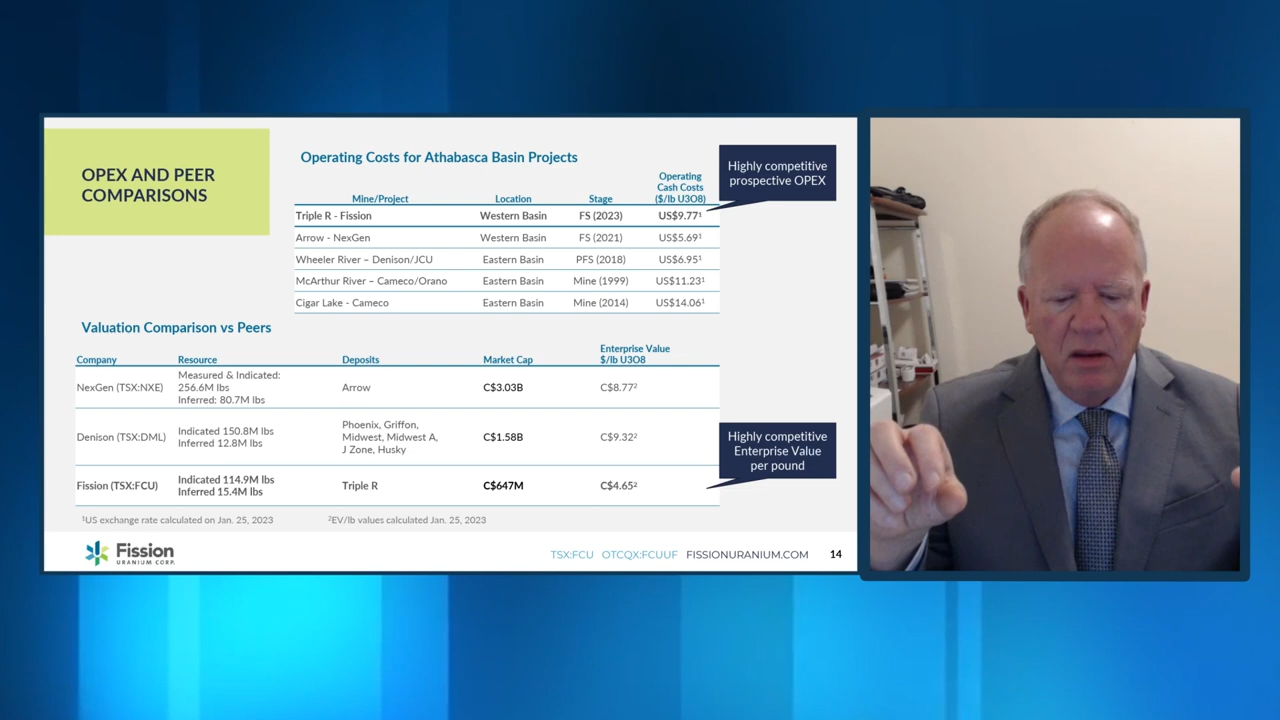 OPEX AND PEER
COMPARISONS
Operating Costs for Athabasca Basin Projects
Mine/Project Location Stage Operating Cash Costs ($/lb U3O8)
Triple R - Fission Western Basin FS (2023) US$9.77¹
Arrow - NexGen Western Basin FS (2021) US$5.69¹
Wheeler River – Denison/JCU Eastern Basin PFS (2018) US$6.95¹
McArthur River – Cameco/Orano Eastern Basin Mine (1999) US$11.23¹
Cigar Lake - Cameco Eastern Basin Mine (2014) US$14.06¹
Highly competitive
prospective OPEX
Valuation Comparison vs Peers
Company Resource Deposits Market Cap Enterprise Value $/lb U3O8
NexGen (TSX:NXE) Measured & Indicated: 256.6M lbs Inferred: 80.7M lbs Arrow C$3.03B C$8.77²
Denison (TSX:DML) Indicated 150.8M lbs Inferred 12.8M lbs Phoenix, Griffon, Midwest, Midwest A, J Zone, Husky C$1.58B C$9.32²
Fission (TSX:FCU) Indicated 114.9M lbs Inferred 15.4M lbs Triple R C$647M C$4.65²
Highly competitive
Enterprise Value
per pound
¹US exchange rate calculated on Jan. 25, 2023 ²EV/lb values calculated Jan. 25, 2023
Fission
URANIUM CORP.
TSX:FCU OTCQX:FCUUF FISSIONURANIUM.COM 14